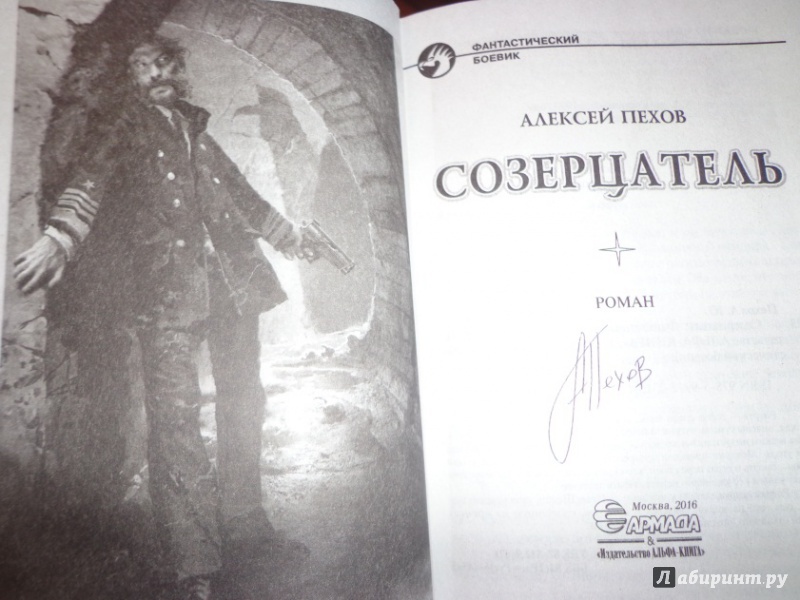 ФАНТАСТИЧЕСКИЙ
БОЕВИК
АЛЕКСЕЙ ПЕХОВ
СОЗЕРЦАТЕЛЬ
РОМАН
АПехов
Москва, 2016
АРМАДА
&
«Издательство АЛЬФА-КНИГА»
Лабиринт.ру